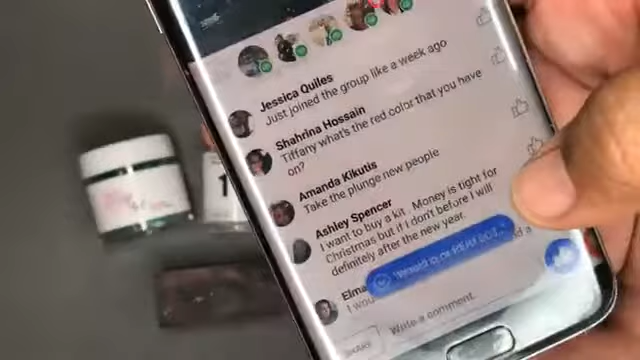 Jessica Quiles
Just joined the group like a week ago
Shahrina Hossain
Tiffany what's the red color that you have
on?
Amanda Kikutis
Take the plunge new people
Ashley Spencer
I want to buy a kit . Money is tight for
Christmas but if I don't before I will
definitely after the new year.
Elma
I wou
Write a comment.
1